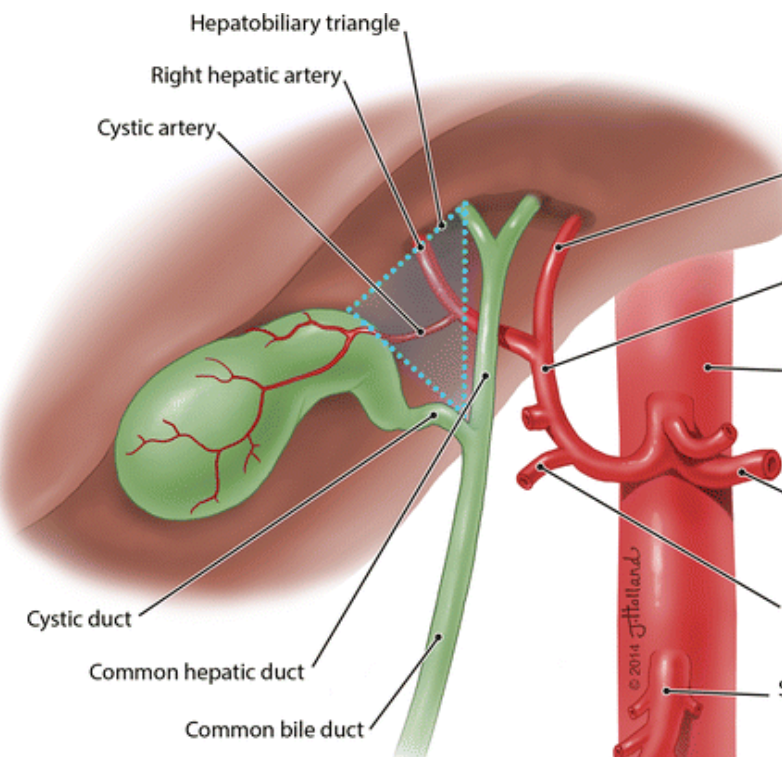 Hepatobiliary triangle
Right hepatic artery
Cystic artery
Cystic duct
Common hepatic duct
Common bile duct
© 2014 J.Holland
S